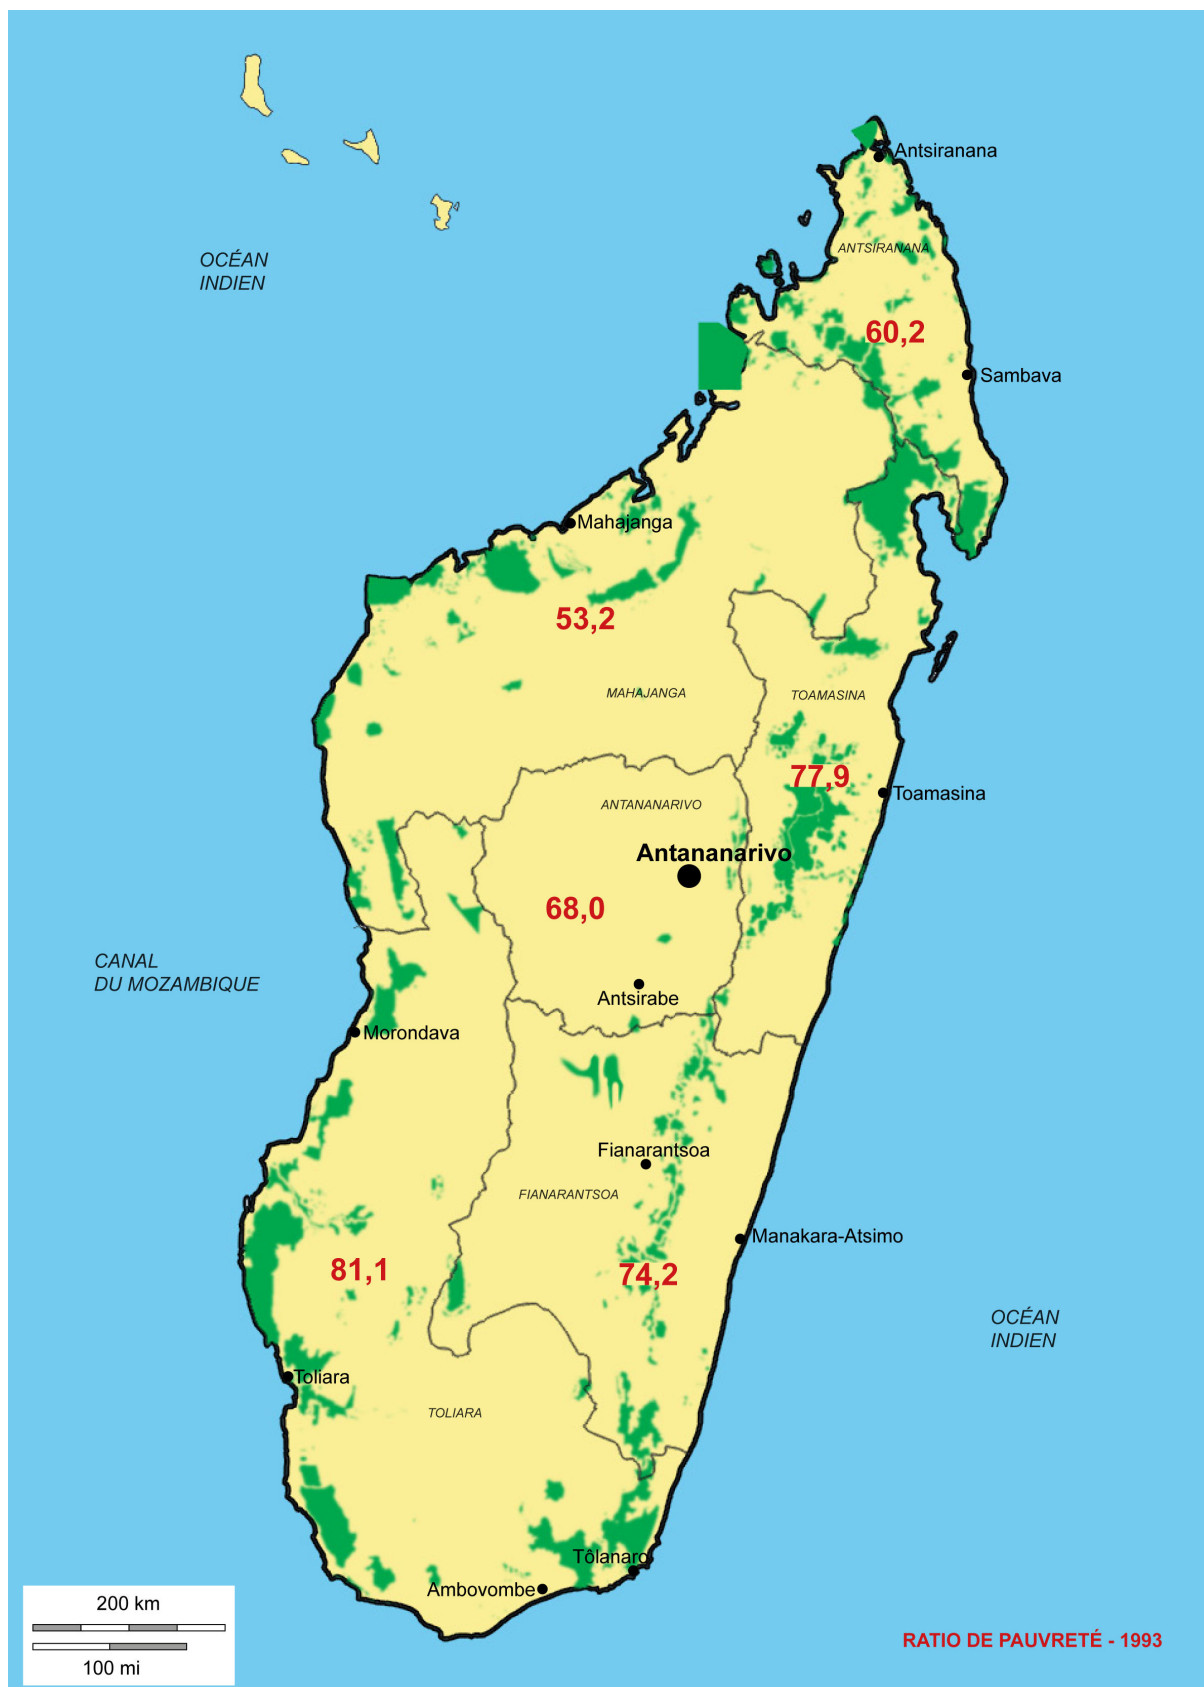 Antsiranana
ANTSIRANANA
OCÉAN
INDIEN
60,2
Sambava
Mahajanga
53,2
MAHAJANGA
TOAMASINA
77,9
Toamasina
ANTANANARIVO
Antananarivo
68,0
CANAL
DU MOZAMBIQUE
Antsirabe
Morondava
Fianarantsoa
FIANARANTSOA
Manakara-Atsimo
81,1
74,2
OCÉAN
INDIEN
Toliara
TOLIARA
Tôlanaro
Ambovombe
200 km
100 mi
RATIO DE PAUVRETÉ - 1993